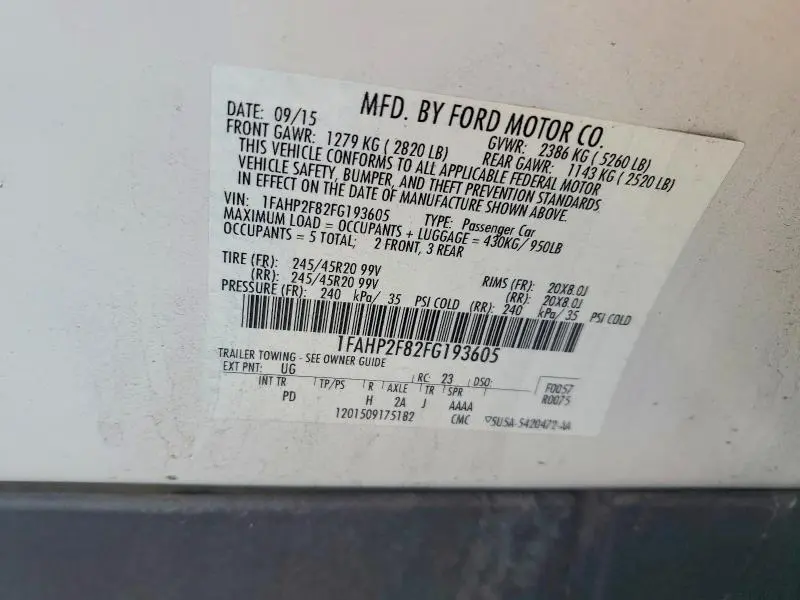 MFD. BY FORD MOTOR CO.
DATE: 09/15 GVWR: 2386 KG ( 5260 LB)
FRONT GAWR: 1279 KG ( 2820 LB) REAR GAWR: 1143 KG ( 2520 LB)
THIS VEHICLE CONFORMS TO ALL APPLICABLE FEDERAL MOTOR
VEHICLE SAFETY, BUMPER, AND THEFT PREVENTION STANDARDS
IN EFFECT ON THE DATE OF MANUFACTURE SHOWN ABOVE.
VIN: 1FAHP2F82FG193605 TYPE: Passenger Car
MAXIMUM LOAD = OCCUPANTS + LUGGAGE = 430KG/ 950LB
OCCUPANTS = 5 TOTAL; 2 FRONT, 3 REAR
TIRE (FR): 245/45R20 99V RIMS (FR): 20X8.0J
(RR): 245/45R20 99V (RR): 20X8.0J
PRESSURE (FR): 240 kPa/ 35 PSI COLD (RR): 240 kPa/ 35 PSI COLD
1FAHP2F82FG193605
TRAILER TOWING - SEE OWNER GUIDE
EXT PNT: UG RC: 23 DSO: F0057
INT TR TP/PS R AXLE TR SPR R0075
PD H 2A J AAAA
1201509175182 CMC 5U5A-5420472-AA